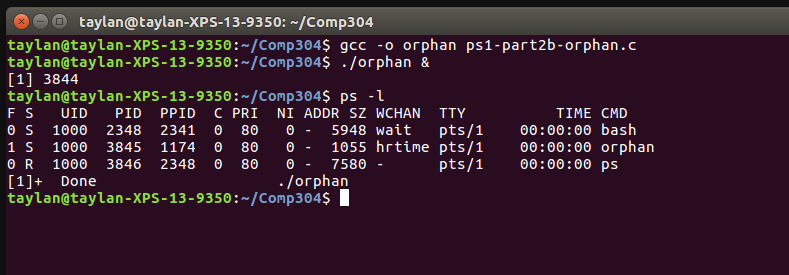 taylan@taylan-XPS-13-9350: ~/Comp304
taylan@taylan-XPS-13-9350:~/Comp304$ gcc -o orphan ps1-part2b-orphan.c
taylan@taylan-XPS-13-9350:~/Comp304$ ./orphan &
[1] 3844
taylan@taylan-XPS-13-9350:~/Comp304$ ps -l
F S   UID   PID  PPID  C PRI  NI ADDR SZ WCHAN  TTY          TIME CMD
0 S  1000  2348  2341  0  80   0 -  5948 wait   pts/1    00:00:00 bash
1 S  1000  3845  1174  0  80   0 -  1055 hrtime pts/1    00:00:00 orphan
0 R  1000  3846  2348  0  80   0 -  7580 -      pts/1    00:00:00 ps
[1]+  Done                    ./orphan
taylan@taylan-XPS-13-9350:~/Comp304$